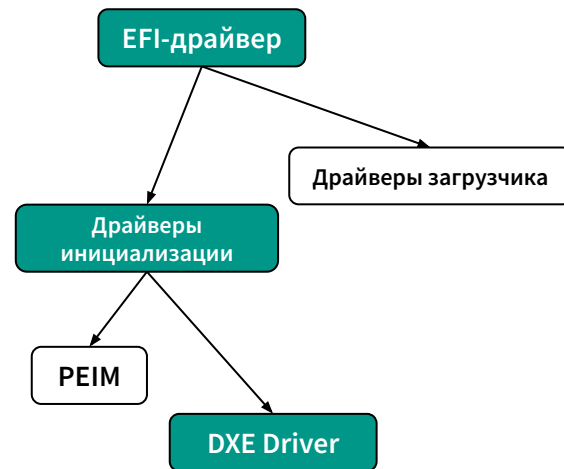 EFI-драйвер
Драйверы загрузчика
Драйверы
инициализации
PEIM
DXE Driver